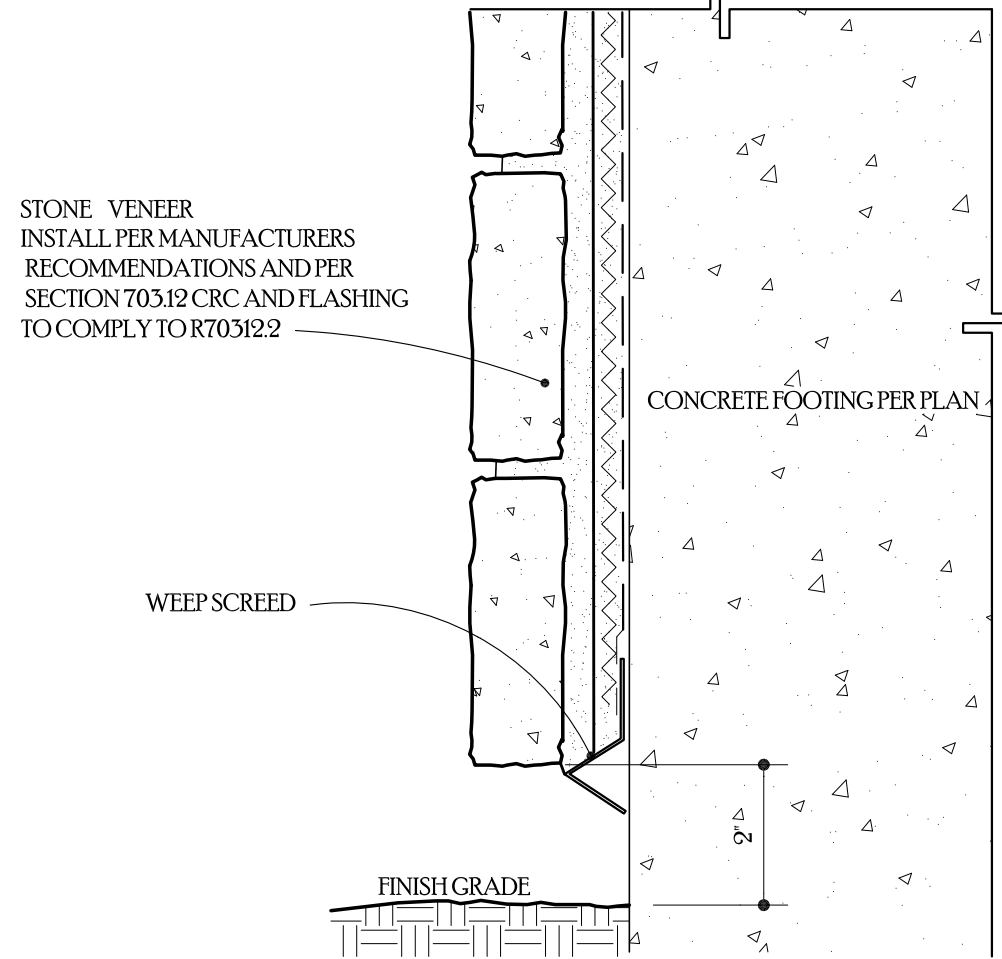 STONE VENEER
INSTALL PER MANUFACTURERS
RECOMMENDATIONS AND PER
SECTION 703.12 CRC AND FLASHING
TO COMPLY TO R70312.2
CONCRETE FOOTING PER PLAN
WEEP SCREED
2"
FINISH GRADE